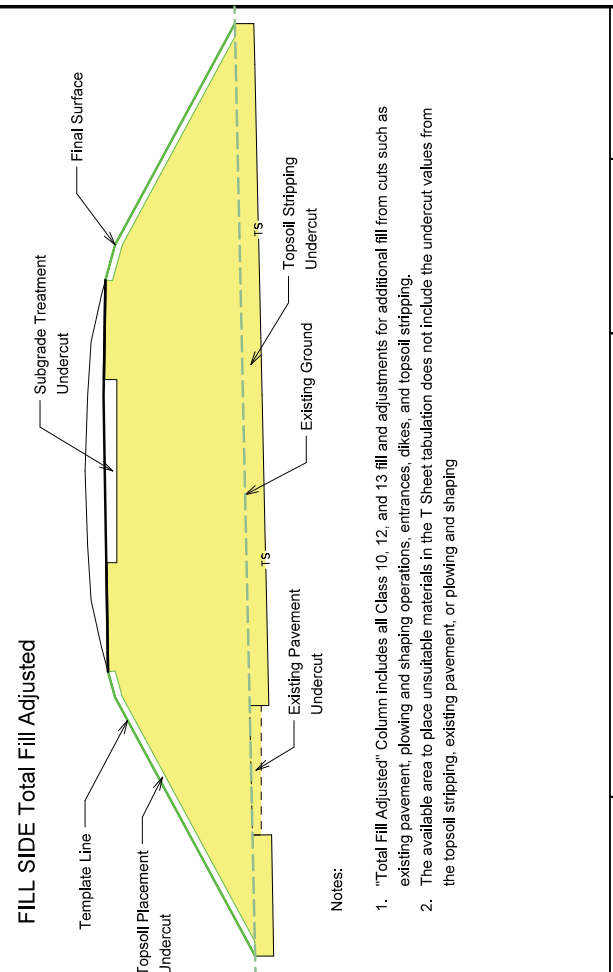 FILL SIDE Total Fill Adjusted
Template Line
Topsoil Placement
Undercut
Subgrade Treatment
Undercut
Final Surface
TS
TS
Existing Pavement
Undercut
Existing Ground
Topsoil Stripping
Undercut
Notes:
1. "Total Fill Adjusted" Column includes all Class 10, 12, and 13 fill and adjustments for additional fill from cuts such as
existing pavement, plowing and shaping operations, entrances, dikes, and topsoil stripping.
2. The available area to place unsuitable materials in the T Sheet tabulation does not include the undercut values from
the topsoil stripping, existing pavement, or plowing and shaping